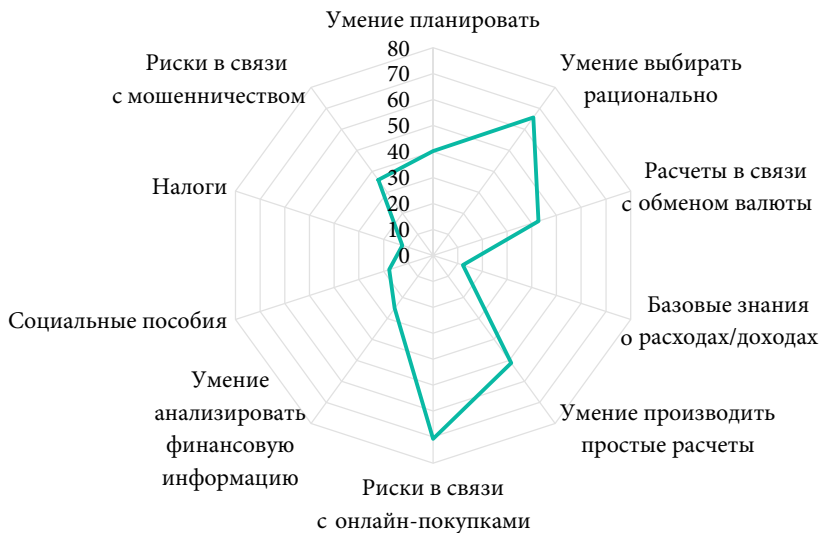 Умение планировать
80
70
60
50
40
30
20
10
0
Умение выбирать
рационально
Расчеты в связи
с обменом валюты
Базовые знания
о расходах/доходах
Умение производить
простые расчеты
Риски в связи
с онлайн-покупками
Умение
анализировать
финансовую
информацию
Социальные пособия
Налоги
Риски в связи
с мошенничеством